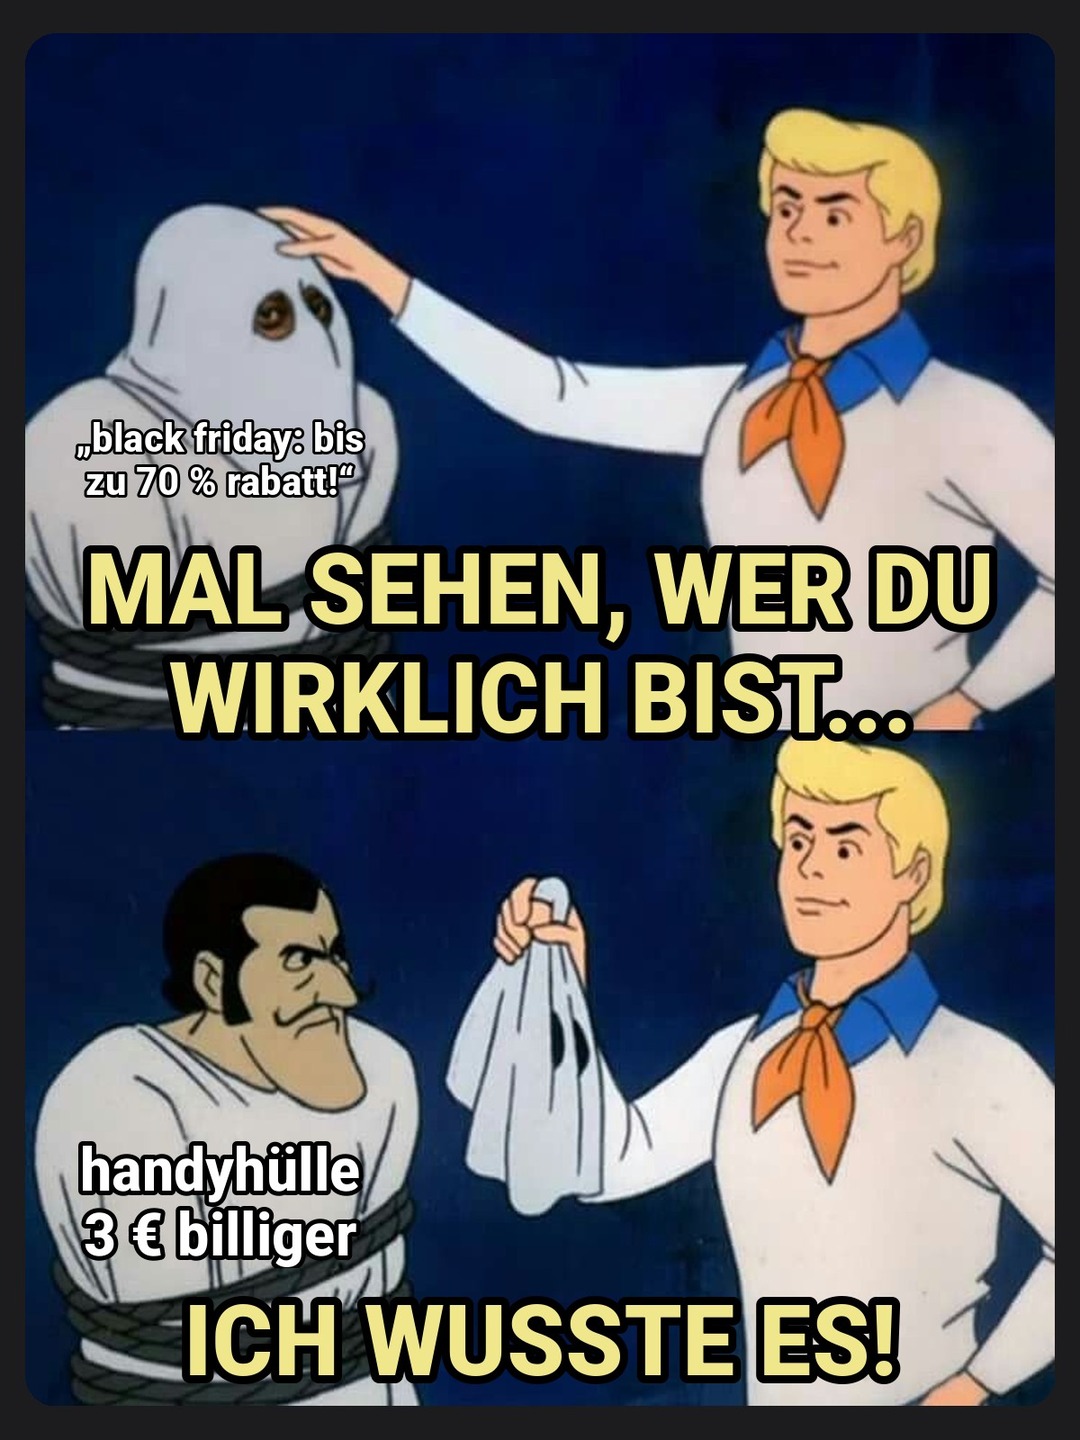 „black friday: bis
zu 70 % rabatt!“
MAL SEHEN, WER DU
WIRKLICH BIST...
handyhülle
3 € billiger
ICH WUSSTE ES!